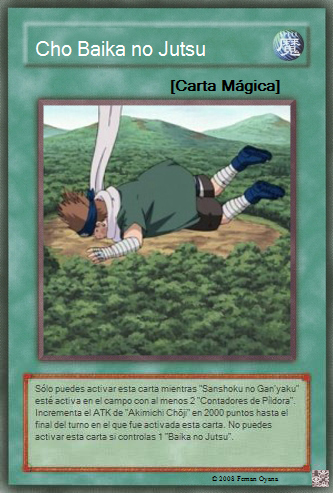 Cho Baika no Jutsu
魔
[Carta Mágica]
Sólo puedes activar esta carta mientras "Sanshoku no Gan'yaku"
esté activa en el campo con al menos 2 "Contadores de Píldora".
Incrementa el ATK de "Akimichi Chōji" en 2000 puntos hasta el
final del turno en el que fue activada esta carta. No puedes
activar esta carta si controlas 1 "Baika no Jutsu".
© 2008 Fernan Oyana